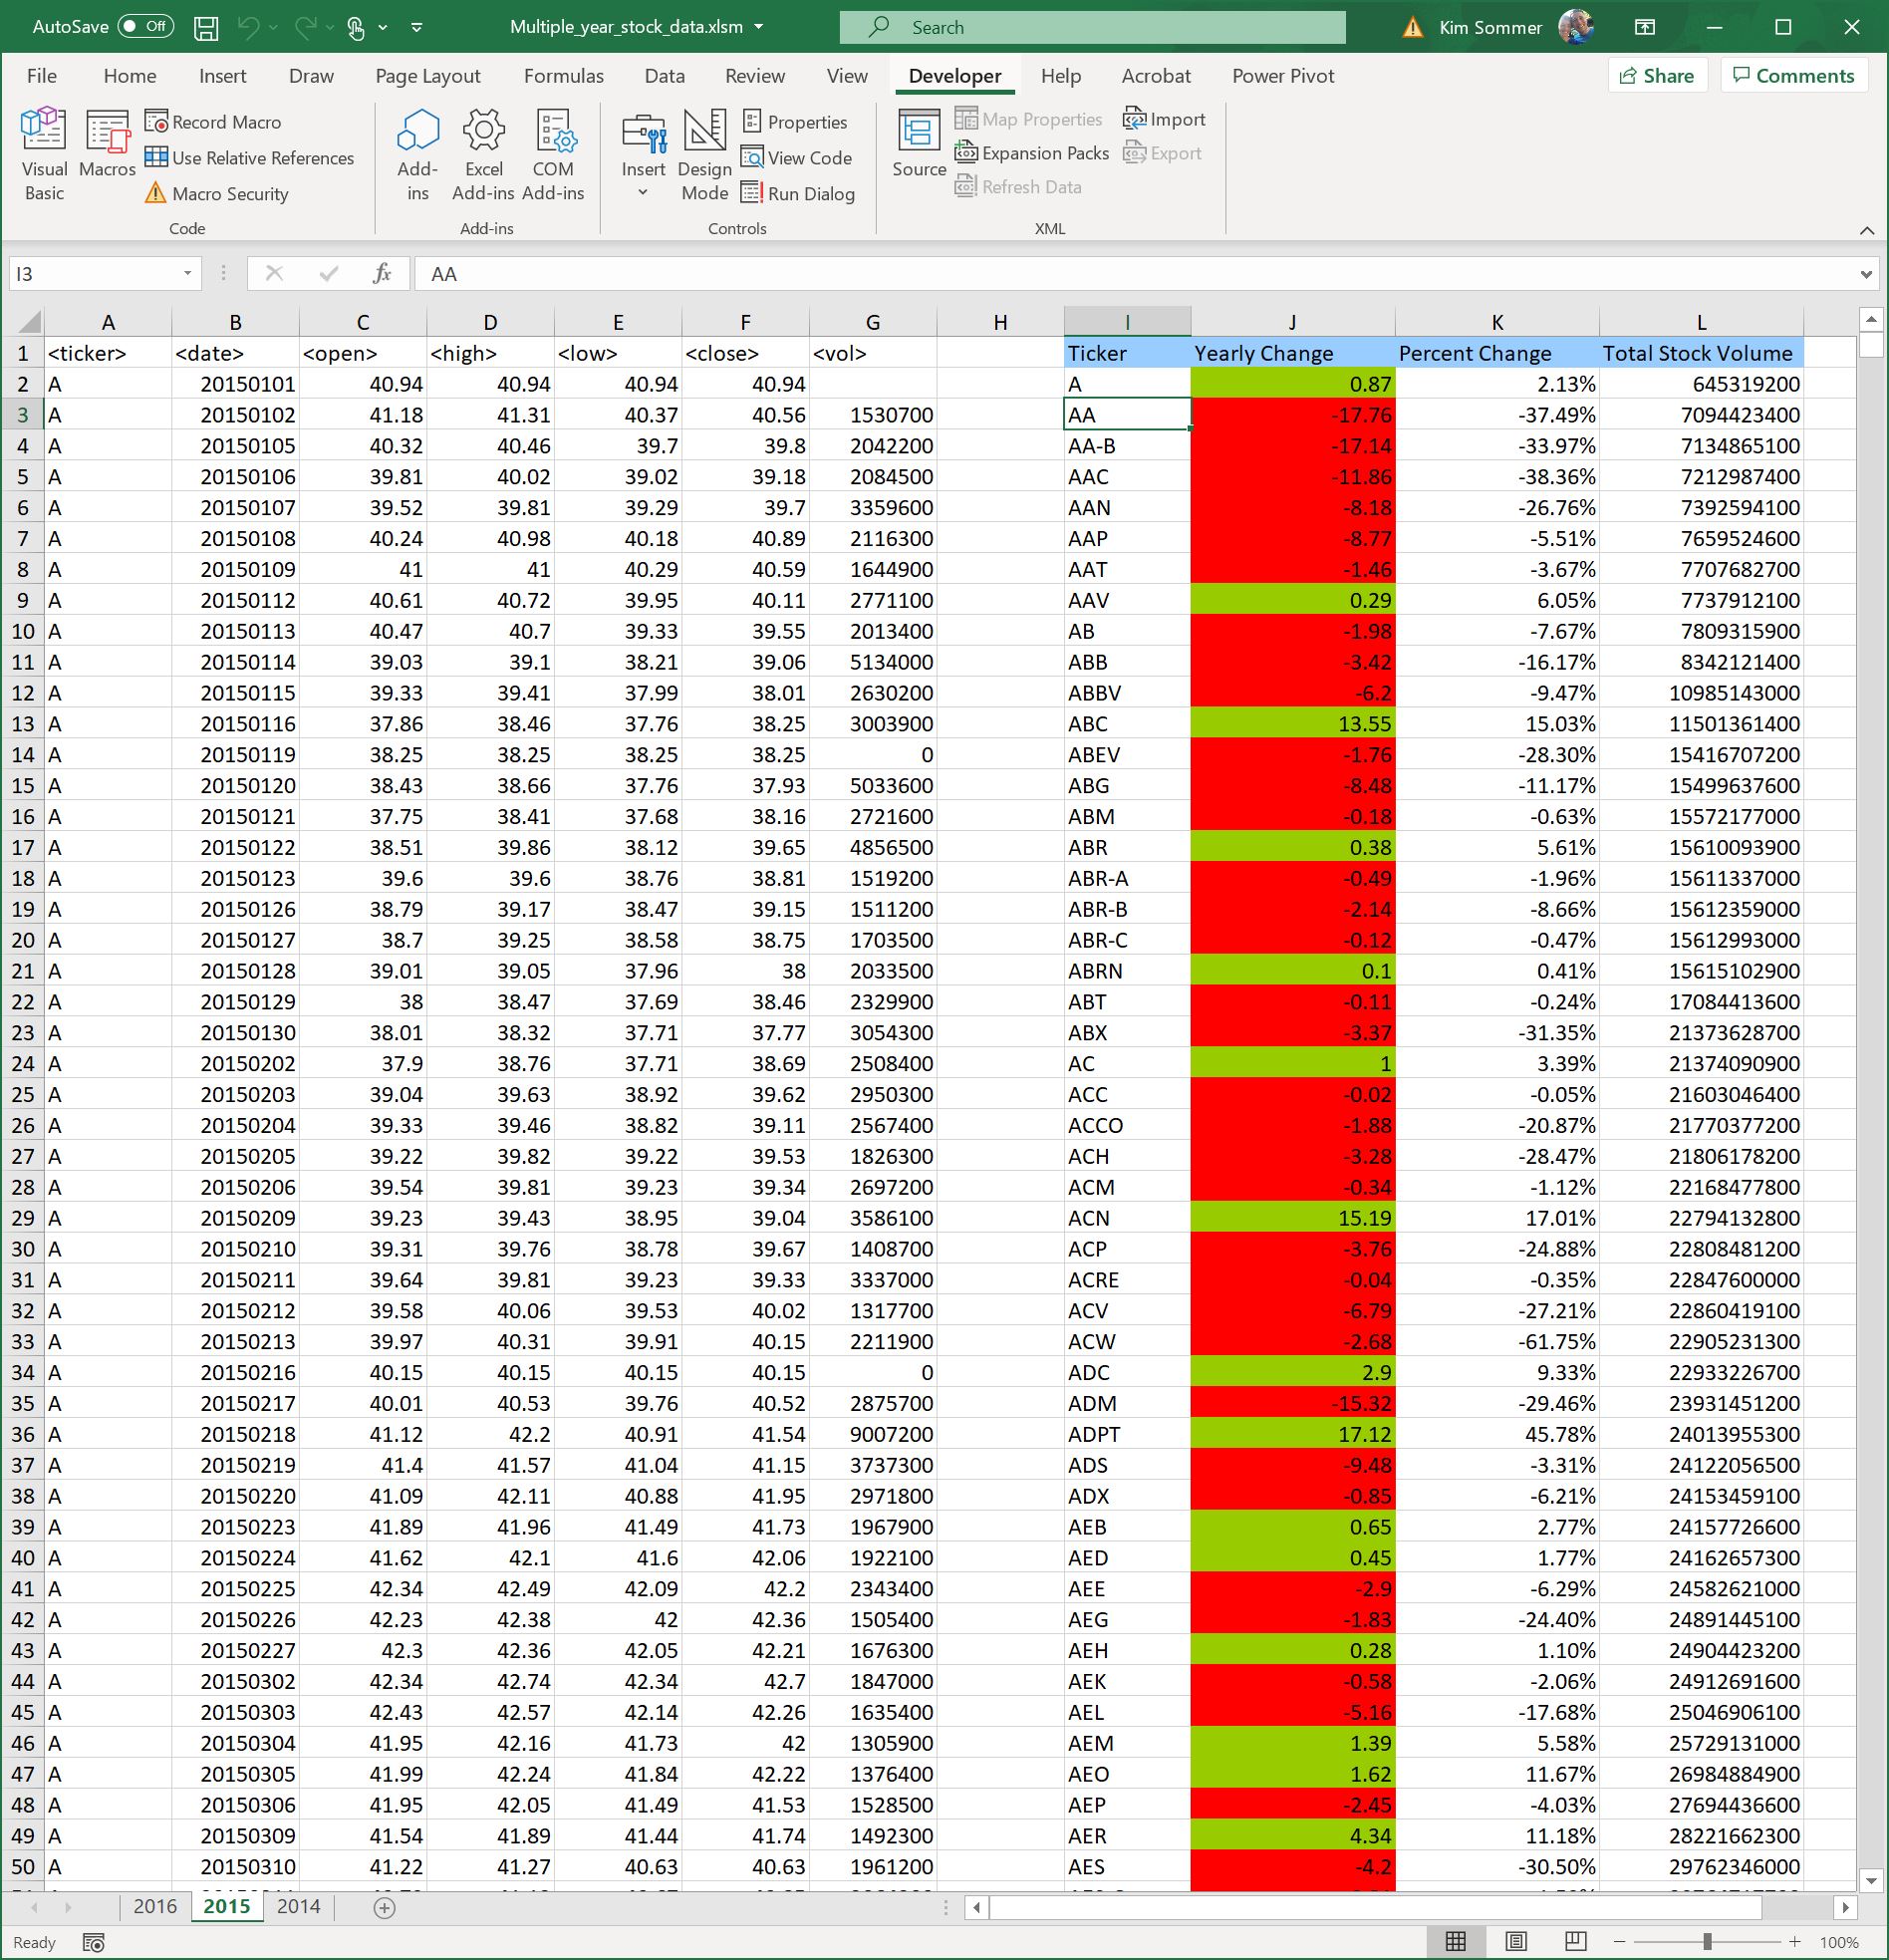 AutoSave Off Multiple_year_stock_data.xlsm Search Kim Sommer
File Home Insert Draw Page Layout Formulas Data Review View Developer Help Acrobat Power Pivot Share Comments
Visual Basic Macros Record Macro Use Relative References Macro Security
Add-ins Excel Add-ins COM Add-ins
Insert Design Mode Properties View Code Run Dialog
Source Map Properties Expansion Packs Refresh Data Import Export
Code Add-ins Controls XML
I3 fx AA
A B C D E F G H I J K L
1 <ticker> <date> <open> <high> <low> <close> <vol> Ticker Yearly Change Percent Change Total Stock Volume
2 A 20150101 40.94 40.94 40.94 40.94 A 0.87 2.13% 645319200
3 A 20150102 41.18 41.31 40.37 40.56 1530700 AA -17.76 -37.49% 7094423400
4 A 20150105 40.32 40.46 39.7 39.8 2042200 AA-B -17.14 -33.97% 7134865100
5 A 20150106 39.81 40.02 39.02 39.18 2084500 AAC -11.86 -38.36% 7212987400
6 A 20150107 39.52 39.81 39.29 39.7 3359600 AAN -8.18 -26.76% 7392594100
7 A 20150108 40.24 40.98 40.18 40.89 2116300 AAP -8.77 -5.51% 7659524600
8 A 20150109 41 41 40.29 40.59 1644900 AAT -1.46 -3.67% 7707682700
9 A 20150112 40.61 40.72 39.95 40.11 2771100 AAV 0.29 6.05% 7737912100
10 A 20150113 40.47 40.7 39.33 39.55 2013400 AB -1.98 -7.67% 7809315900
11 A 20150114 39.03 39.1 38.21 39.06 5134000 ABB -3.42 -16.17% 8342121400
12 A 20150115 39.33 39.41 37.99 38.01 2630200 ABBV -6.2 -9.47% 10985143000
13 A 20150116 37.86 38.46 37.76 38.25 3003900 ABC 13.55 15.03% 11501361400
14 A 20150119 38.25 38.25 38.25 38.25 0 ABEV -1.76 -28.30% 15416707200
15 A 20150120 38.43 38.66 37.76 37.93 5033600 ABG -8.48 -11.17% 15499637600
16 A 20150121 37.75 38.41 37.68 38.16 2721600 ABM -0.18 -0.63% 15572177000
17 A 20150122 38.51 39.86 38.12 39.65 4856500 ABR 0.38 5.61% 15610093900
18 A 20150123 39.6 39.6 38.76 38.81 1519200 ABR-A -0.49 -1.96% 15611337000
19 A 20150126 38.79 39.17 38.47 39.15 1511200 ABR-B -2.14 -8.66% 15612359000
20 A 20150127 38.7 39.25 38.58 38.75 1703500 ABR-C -0.12 -0.47% 15612993000
21 A 20150128 39.01 39.05 37.96 38 2033500 ABRN 0.1 0.41% 15615102900
22 A 20150129 38 38.47 37.69 38.46 2329900 ABT -0.11 -0.24% 17084413600
23 A 20150130 38.01 38.32 37.71 37.77 3054300 ABX -3.37 -31.35% 21373628700
24 A 20150202 37.9 38.76 37.71 38.69 2508400 AC 1 3.39% 21374090900
25 A 20150203 39.04 39.63 38.92 39.62 2950300 ACC -0.02 -0.05% 21603046400
26 A 20150204 39.33 39.46 38.82 39.11 2567400 ACCO -1.88 -20.87% 21770377200
27 A 20150205 39.22 39.82 39.22 39.53 1826300 ACH -3.28 -28.47% 21806178200
28 A 20150206 39.54 39.81 39.23 39.34 2697200 ACM -0.34 -1.12% 22168477800
29 A 20150209 39.23 39.43 38.95 39.04 3586100 ACN 15.19 17.01% 22794132800
30 A 20150210 39.31 39.76 38.78 39.67 1408700 ACP -3.76 -24.88% 22808481200
31 A 20150211 39.64 39.81 39.23 39.33 3337000 ACRE -0.04 -0.35% 22847600000
32 A 20150212 39.58 40.06 39.53 40.02 1317700 ACV -6.79 -27.21% 22860419100
33 A 20150213 39.97 40.31 39.91 40.15 2211900 ACW -2.68 -61.75% 22905231300
34 A 20150216 40.15 40.15 40.15 40.15 0 ADC 2.9 9.33% 22933226700
35 A 20150217 40.01 40.53 39.76 40.52 2875700 ADM -15.32 -29.46% 23931451200
36 A 20150218 41.12 42.2 40.91 41.54 9007200 ADPT 17.12 45.78% 24013955300
37 A 20150219 41.4 41.57 41.04 41.15 3737300 ADS -9.48 -3.31% 24122056500
38 A 20150220 41.09 42.11 40.88 41.95 2971800 ADX -0.85 -6.21% 24153459100
39 A 20150223 41.89 41.96 41.49 41.73 1967900 AEB 0.65 2.77% 24157726600
40 A 20150224 41.62 42.1 41.6 42.06 1922100 AED 0.45 1.77% 24162657300
41 A 20150225 42.34 42.49 42.09 42.2 2343400 AEE -2.9 -6.29% 24582621000
42 A 20150226 42.23 42.38 42 42.36 1505400 AEG -1.83 -24.40% 24891445100
43 A 20150227 42.3 42.36 42.05 42.21 1676300 AEH 0.28 1.10% 24904423200
44 A 20150302 42.34 42.74 42.34 42.7 1847000 AEK -0.58 -2.06% 24912691600
45 A 20150303 42.43 42.57 42.14 42.26 1635400 AEL -5.16 -17.68% 25046906100
46 A 20150304 41.95 42.16 41.73 42 1305900 AEM 1.39 5.58% 25729131000
47 A 20150305 41.99 42.24 41.84 42.22 1376400 AEO 1.62 11.67% 26984884900
48 A 20150306 41.95 42.05 41.49 41.53 1528500 AEP -2.45 -4.03% 27694436600
49 A 20150309 41.54 41.89 41.44 41.74 1492300 AER 4.34 11.18% 28221662300
50 A 20150310 41.22 41.27 40.63 40.63 1961200 AES -4.2 -30.50% 29762346000
2016 2015 2014
Ready 100%